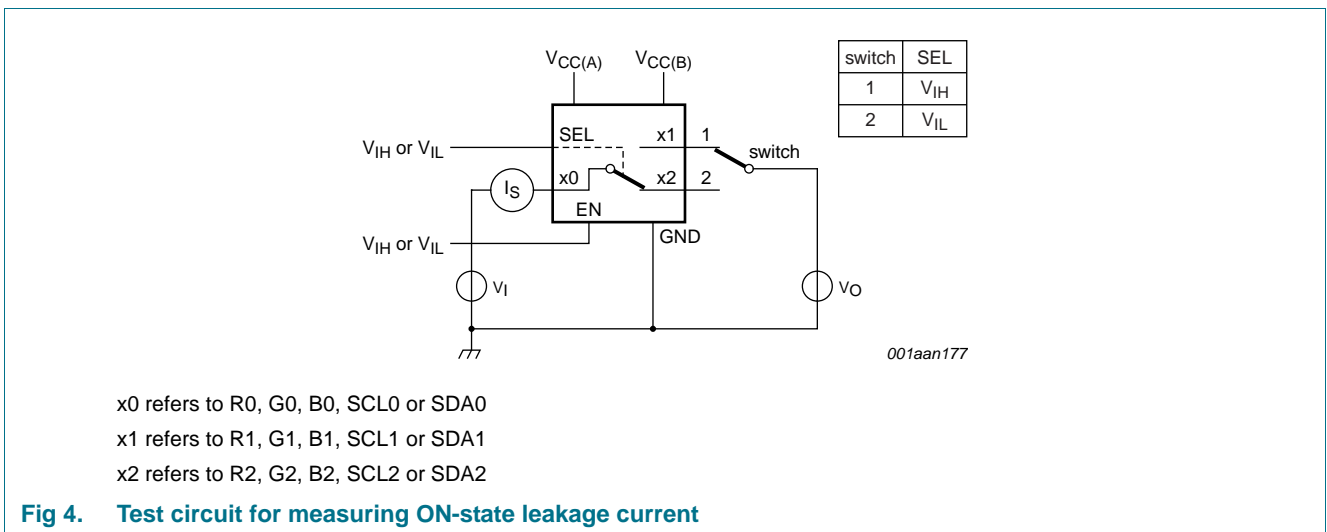 VCC(A) VCC(B)
switch SEL
1 VIH
2 VIL
SEL x1 1
VIH or VIL
switch
IS x0 x2 2
EN
GND
VIH or VIL
VI VO
001aan177
x0 refers to R0, G0, B0, SCL0 or SDA0
x1 refers to R1, G1, B1, SCL1 or SDA1
x2 refers to R2, G2, B2, SCL2 or SDA2
Fig 4. Test circuit for measuring ON-state leakage current